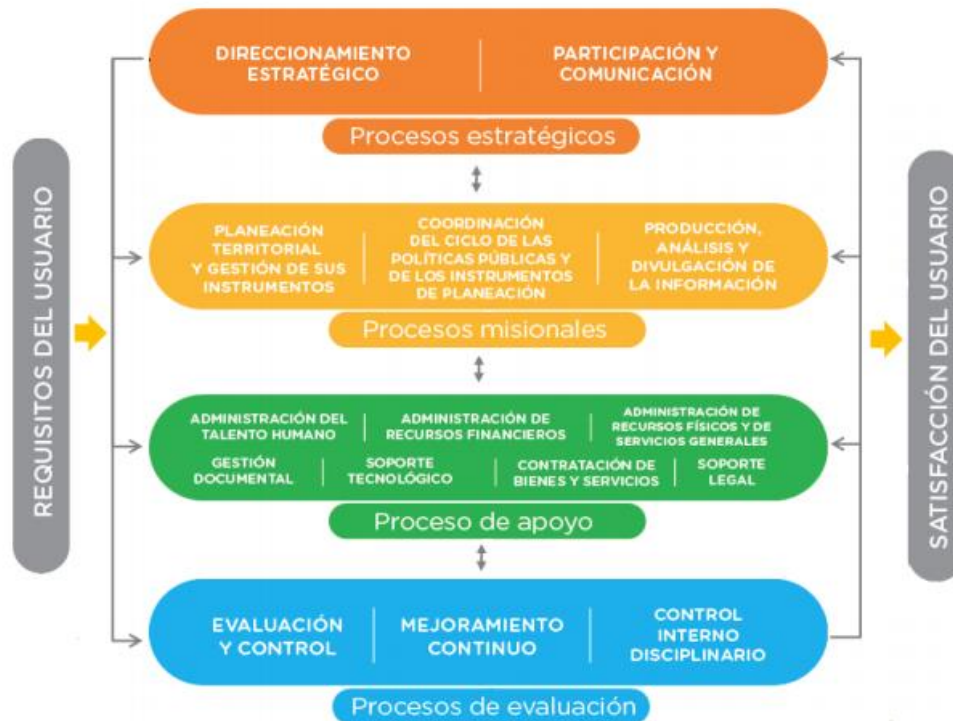 REQUISITOS DEL USUARIO
DIRECCIONAMIENTO
ESTRATÉGICO
PARTICIPACIÓN Y
COMUNICACIÓN
Procesos estratégicos
PLANEACIÓN
TERRITORIAL
Y GESTIÓN DE SUS
INSTRUMENTOS
COORDINACIÓN
DEL CICLO DE LAS
POLÍTICAS PÚBLICAS Y
DE LOS INSTRUMENTOS
DE PLANEACIÓN
PRODUCCIÓN,
ANÁLISIS Y
DIVULGACIÓN DE
LA INFORMACIÓN
Procesos misionales
ADMINISTRACIÓN DEL
TALENTO HUMANO
ADMINISTRACIÓN DE
RECURSOS FINANCIEROS
ADMINISTRACIÓN DE
RECURSOS FÍSICOS Y DE
SERVICIOS GENERALES
GESTIÓN
DOCUMENTAL
SOPORTE
TECNOLÓGICO
CONTRATACIÓN DE
BIENES Y SERVICIOS
SOPORTE
LEGAL
Proceso de apoyo
EVALUACIÓN
Y CONTROL
MEJORAMIENTO
CONTINUO
CONTROL
INTERNO
DISCIPLINARIO
Procesos de evaluación
SATISFACCIÓN DEL USUARIO